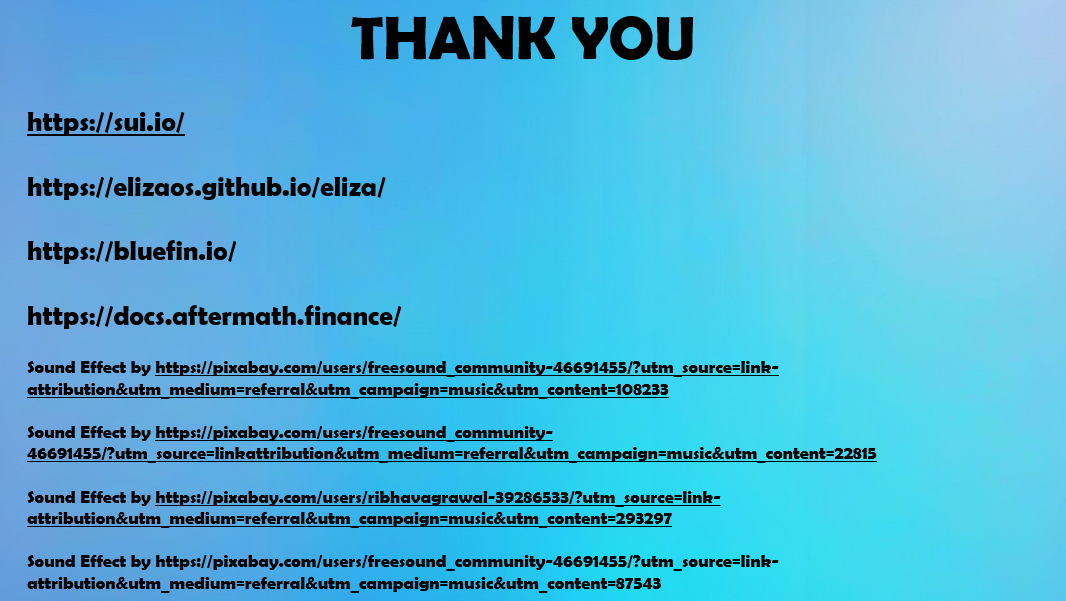 THANK YOU
https://sui.io/
https://elizaos.github.io/eliza/
https://bluefin.io/
https://docs.aftermath.finance/
Sound Effect by https://pixabay.com/users/freesound_community-46691455/?utm_source=link-
attribution&utm_medium=referral&utm_campaign=music&utm_content=108233
Sound Effect by https://pixabay.com/users/freesound_community-
46691455/?utm_source=linkattribution&utm_medium=referral&utm_campaign=music&utm_content=22815
Sound Effect by https://pixabay.com/users/ribhavagrawal-39286533/?utm_source=link-
attribution&utm_medium=referral&utm_campaign=music&utm_content=293297
Sound Effect by https://pixabay.com/users/freesound_community-46691455/?utm_source=link-
attribution&utm_medium=referral&utm_campaign=music&utm_content=87543